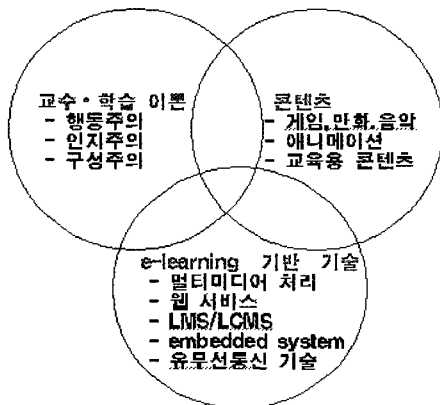 교수·학습 이론
- 행동주의
- 인지주의
- 구성주의
콘텐츠
- 게임,만화,음악
- 애니메이션
- 교육용 콘텐츠
e-learning 기반 기술
- 멀티미디어 처리
- 웹 서비스
- LMS/LCMS
- embedded system
- 유무선통신 기술